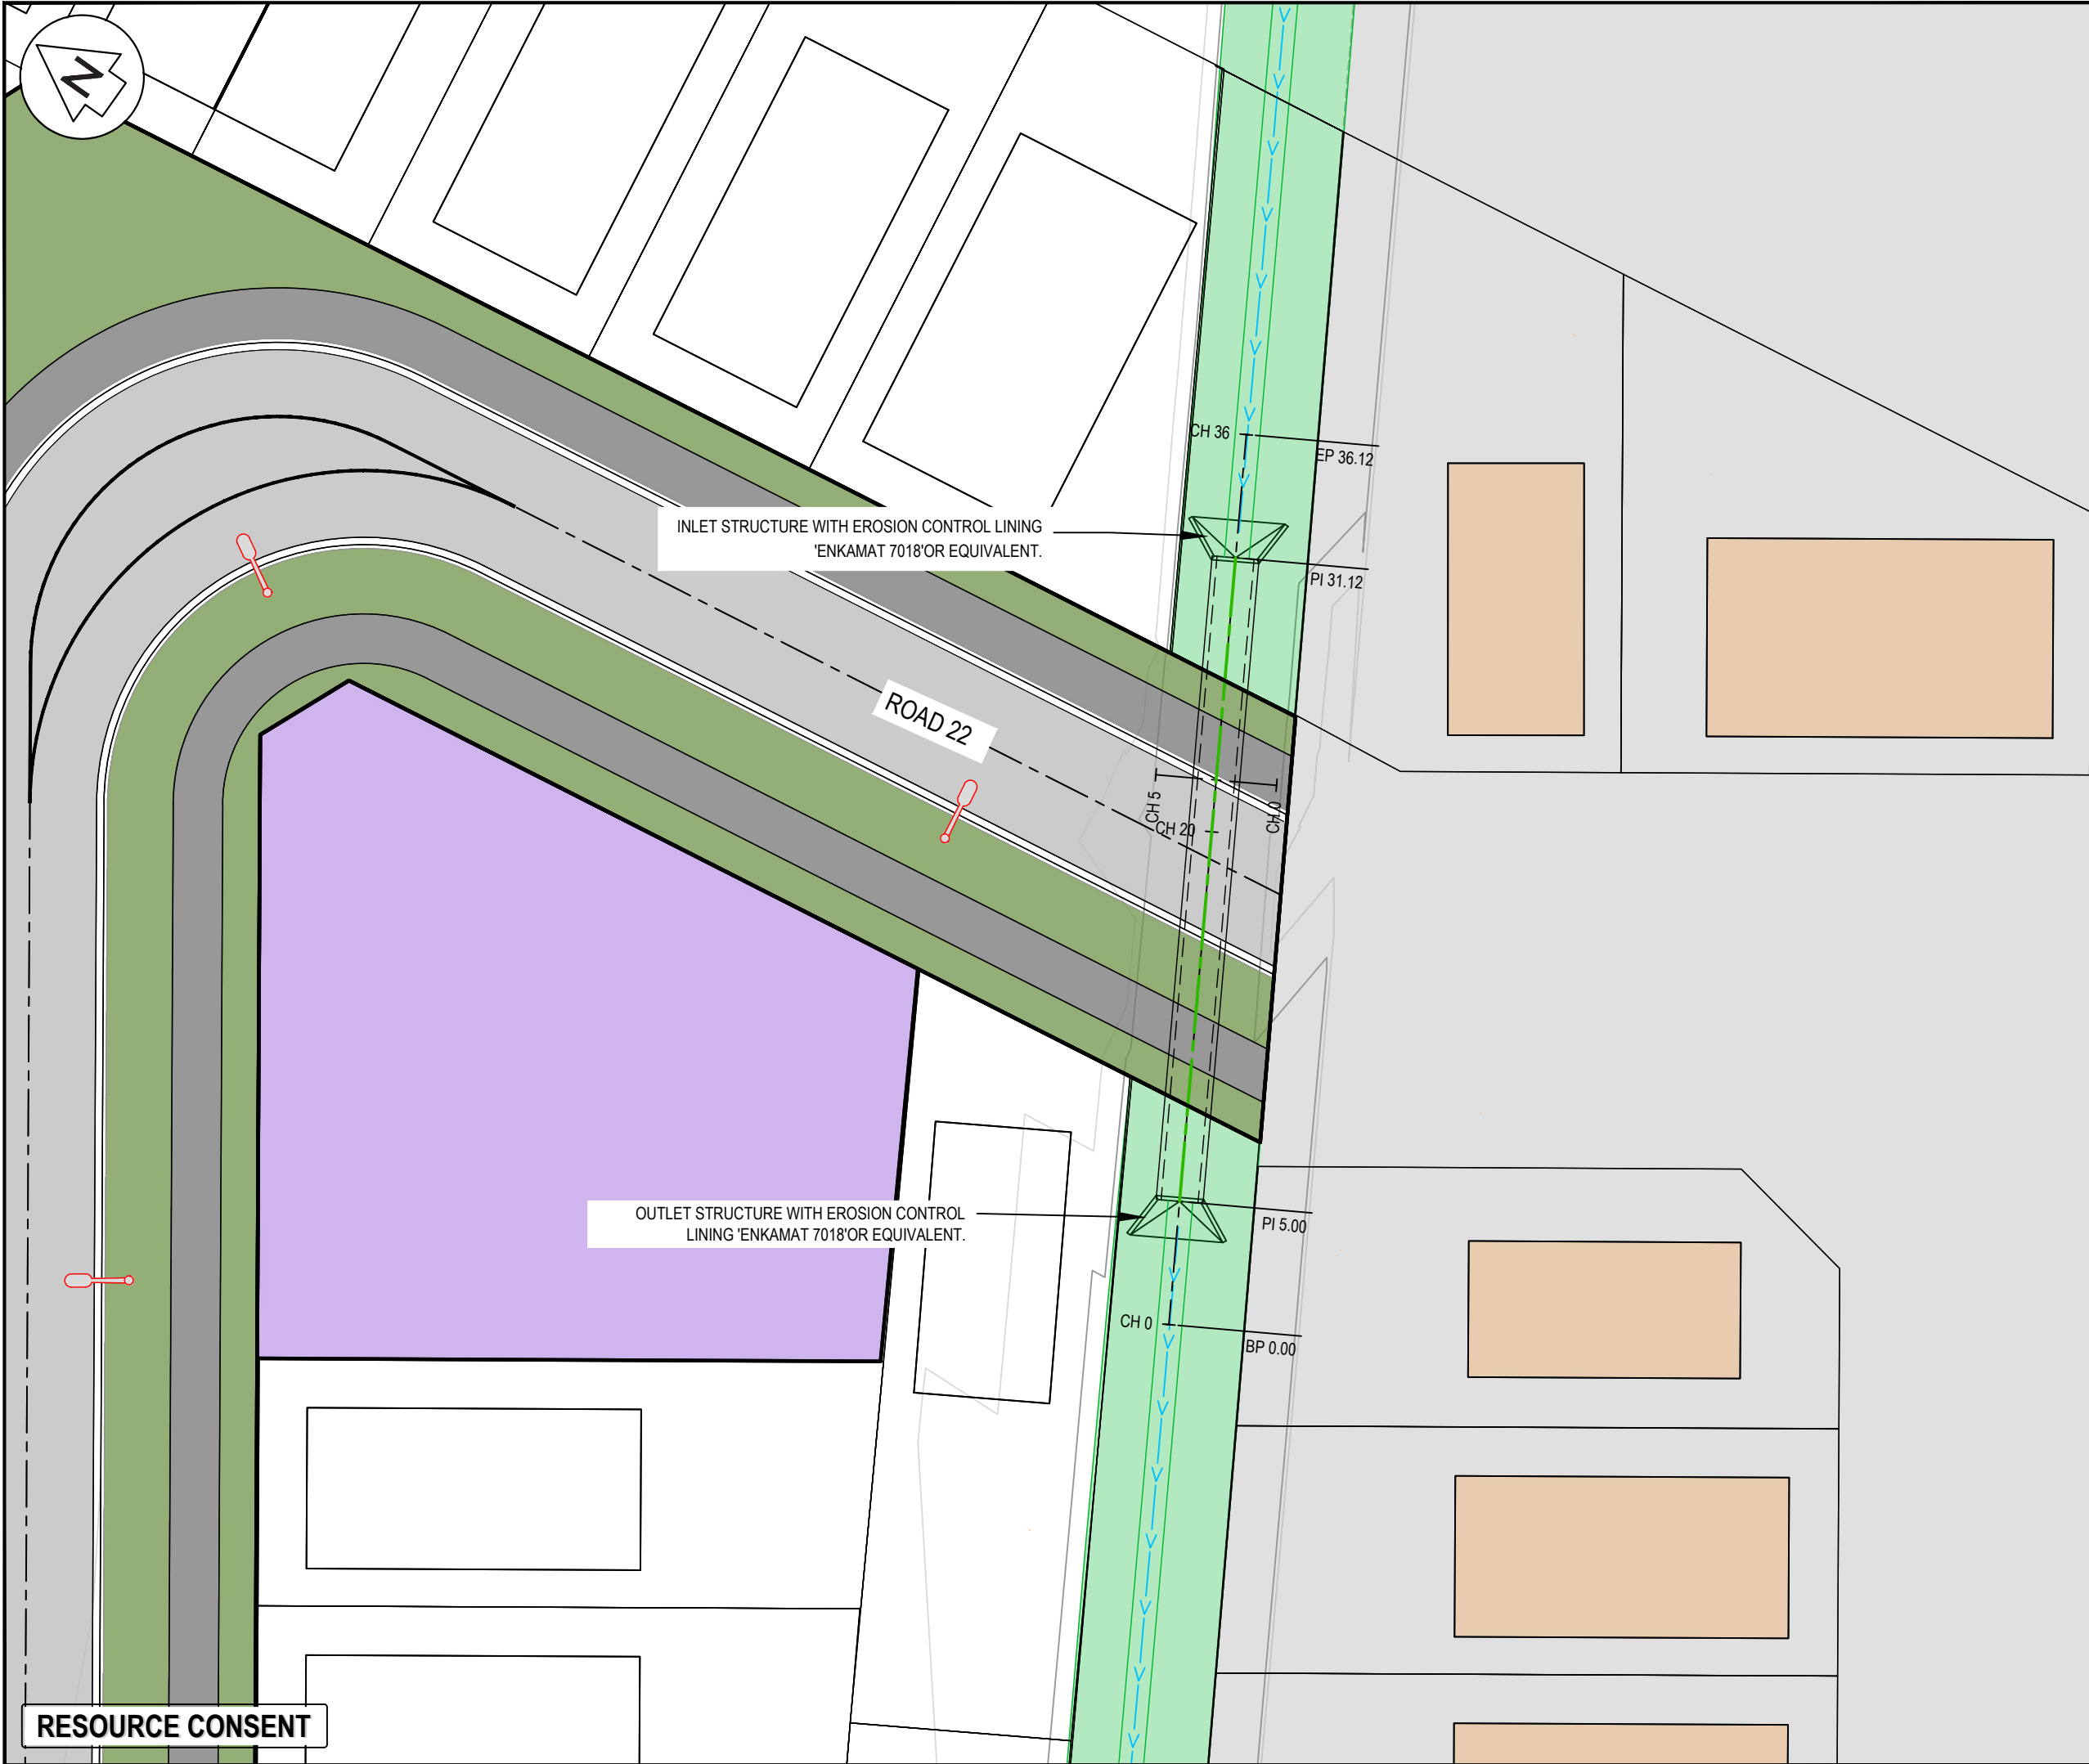 N
CH 36
EP 36.12
INLET STRUCTURE WITH EROSION CONTROL LINING
'ENKAMAT 7018'OR EQUIVALENT.
PI 31.12
ROAD 22
CH 5
CH 0
CH 20
OUTLET STRUCTURE WITH EROSION CONTROL
LINING 'ENKAMAT 7018'OR EQUIVALENT.
PI 5.00
CH 0
BP 0.00
RESOURCE CONSENT